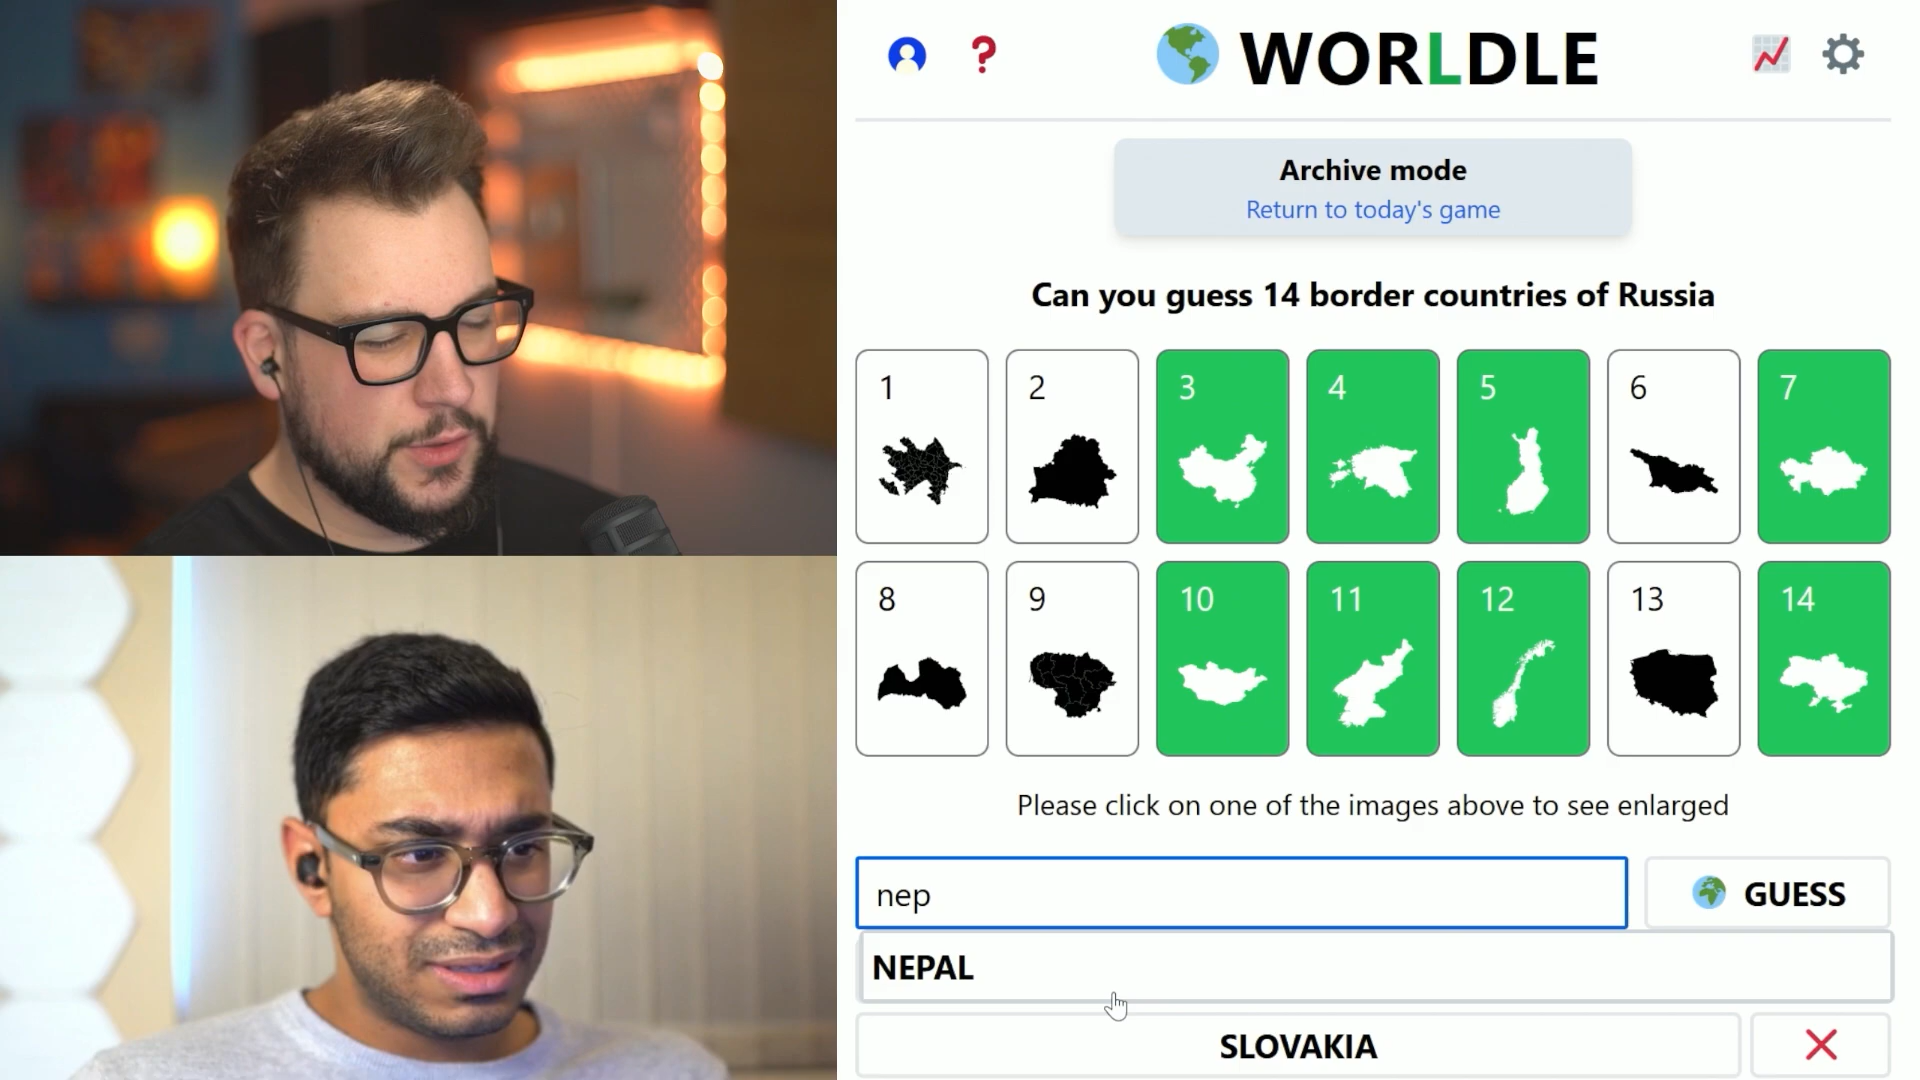 ?
WORLDLE
Archive mode
Return to today's game
Can you guess 14 border countries of Russia
1
2
3
4
5
6
7
8
9
10
11
12
13
14
Please click on one of the images above to see enlarged
nep
GUESS
NEPAL
SLOVAKIA